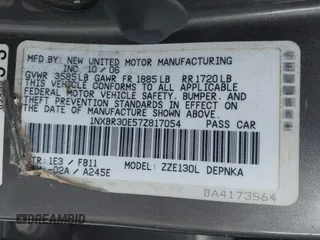 MFD. BY NEW UNITED MOTOR MANUFACTURING
INC. 10/06
GVWR 3585LB GAWR FR 1885LB RR 1720LB
THIS VEHICLE CONFORMS TO ALL APPLICABLE
FEDERAL MOTOR VEHICLE SAFETY, BUMPER, AND
THEFT PREVENTION STANDARDS IN EFFECT ON
THE DATE OF MANUFACTURE SHOWN ABOVE.
1NXBR30E57Z817054 PASS CAR
TR: 1E3 / FB11 MODEL: ZZE130L DEPNKA
-02A / A245E
BA4173564
DREAMBID